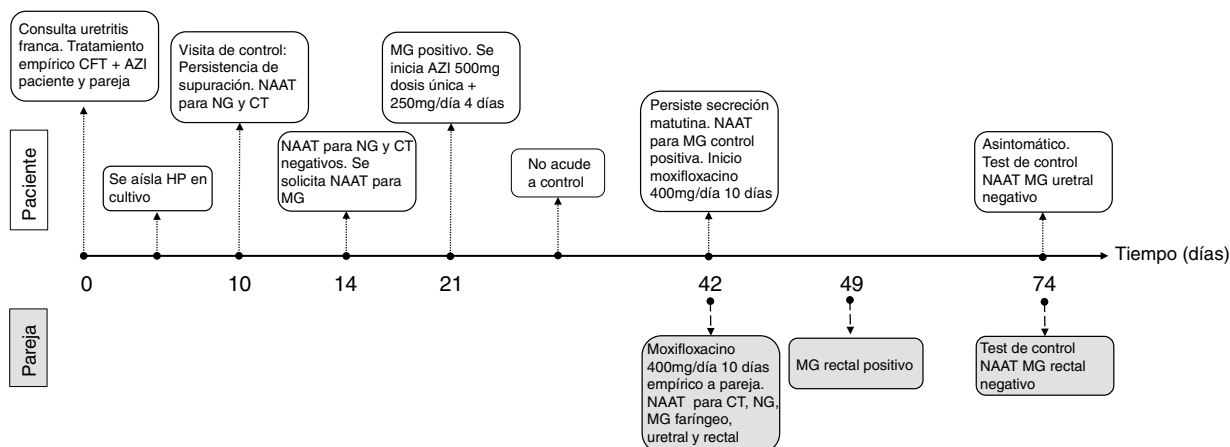 Consulta uretritis
franca. Tratamiento
empírico CFT + AZI
paciente y pareja
Visita de control:
Persistencia de
supuración. NAAT
para NG y CT
MG positivo. Se
inicia AZI 500mg
dosis única +
250mg/día 4 días
Persiste secreción
matutina. NAAT
para MG control
positiva. Inicio
moxifloxacino
400mg/día 10 días
Asintomático.
Test de control
NAAT MG uretral
negativo
Paciente
Se aísla HP en
cultivo
NAAT para NG y CT
negativos. Se
solicita NAAT para
MG
No acude
a control
Tiempo (días)
0
10
14
21
42
49
74
Pareja
Moxifloxacino
400mg/día 10 días
empírico a pareja.
NAAT para CT, NG,
MG faríngeo,
uretral y rectal
MG rectal positivo
Test de control
NAAT MG rectal
negativo